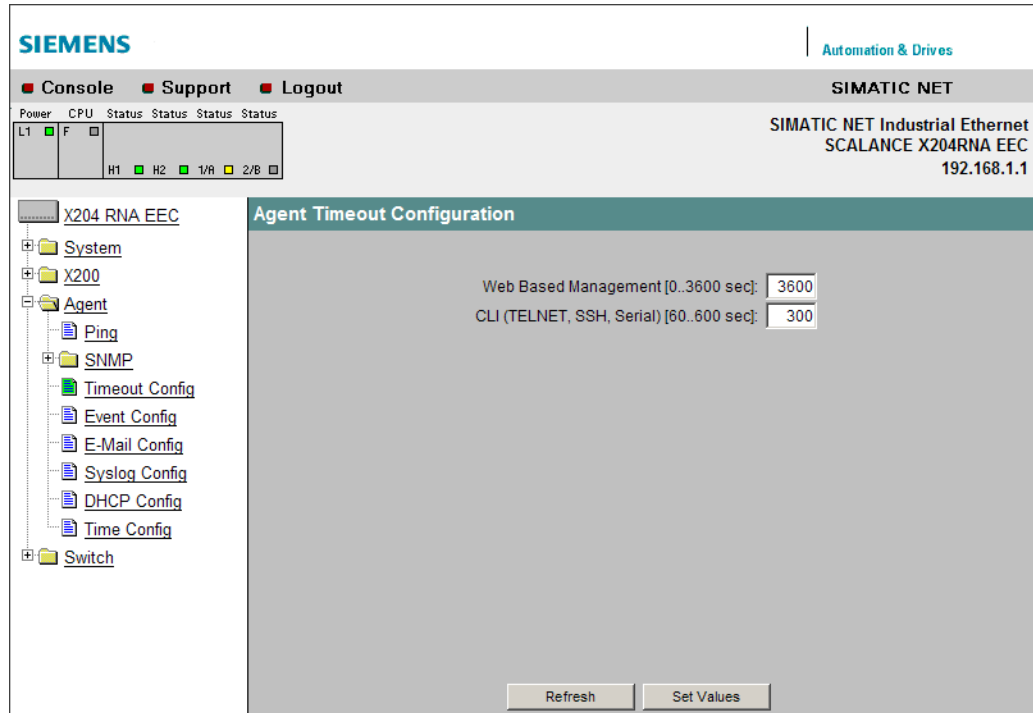 SIEMENS
Automation & Drives
Console Support Logout SIMATIC NET
Power CPU Status Status Status Status
L1 F
H1 H2 1/A 2/B
SIMATIC NET Industrial Ethernet
SCALANCE X204RNA EEC
192.168.1.1
X204 RNA EEC
System
X200
Agent
Ping
SNMP
Timeout Config
Event Config
E-Mail Config
Syslog Config
DHCP Config
Time Config
Switch
Agent Timeout Configuration
Web Based Management [0..3600 sec]: 3600
CLI (TELNET, SSH, Serial) [60..600 sec]: 300
Refresh Set Values